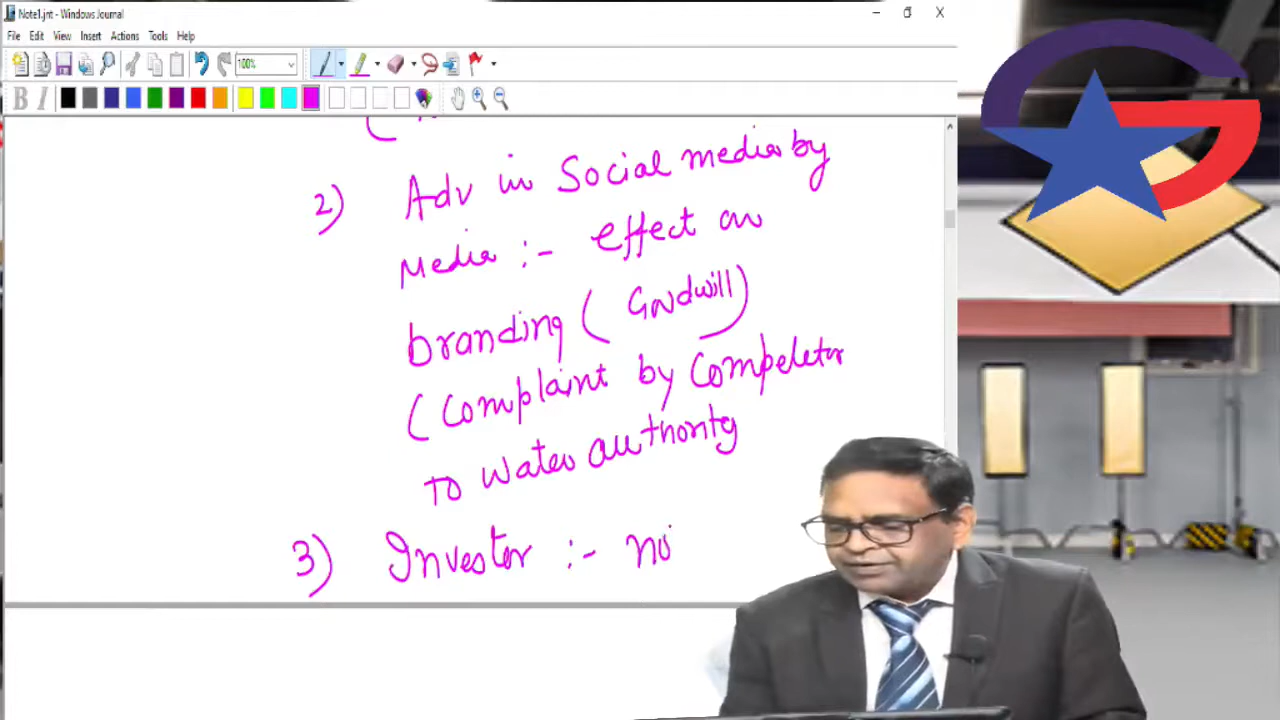 Note1.jnt - Windows Journal
File Edit View Insert Actions Tools Help
100%
B I
2) Adv in Social media by
Media :- effect on
branding ( Goodwill)
(Complaint by Competetor
to water authority
3) Investor :- no